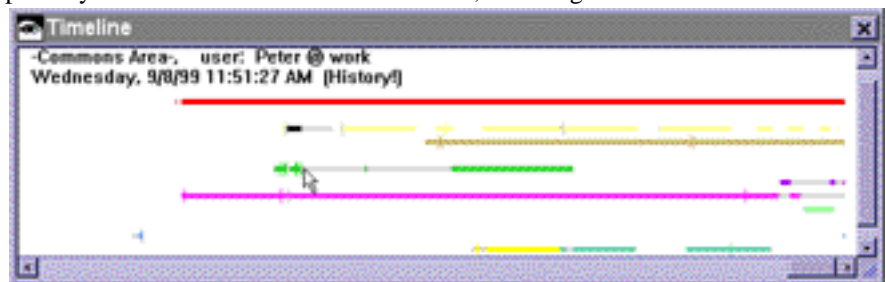 Timeline
-Commons Area-, user: Peter @ work
Wednesday, 9/8/99 11:51:27 AM (History!)